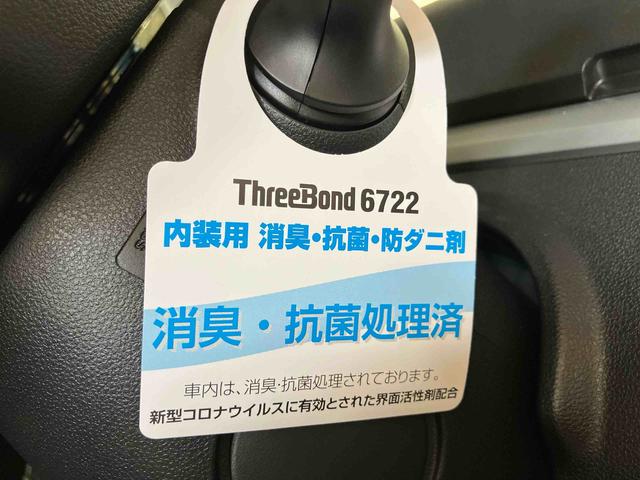 ThreeBond 6722
内装用 消臭・抗菌・防ダニ剤
消臭・抗菌処理済
車内は、消臭・抗菌処理されております。
新型コロナウイルスに有効とされた界面活性剤配合